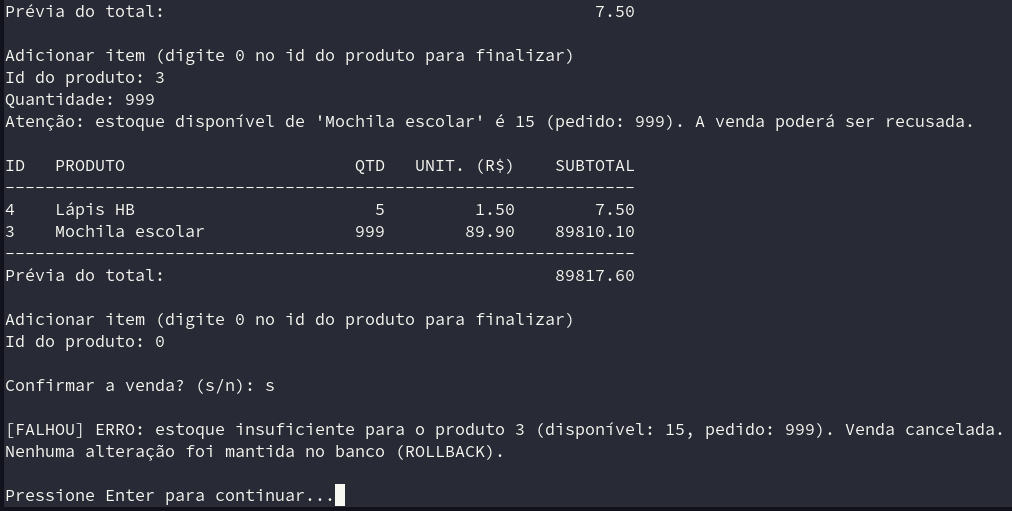 Prévia do total:                                           7.50
Adicionar item (digite 0 no id do produto para finalizar)
Id do produto: 3
Quantidade: 999
Atenção: estoque disponível de 'Mochila escolar' é 15 (pedido: 999). A venda poderá ser recusada.
ID   PRODUTO                       QTD   UNIT. (R$)    SUBTOTAL
---------------------------------------------------------------
4    Lápis HB                        5         1.50        7.50
3    Mochila escolar               999        89.90    89810.10
---------------------------------------------------------------
Prévia do total:                                       89817.60
Adicionar item (digite 0 no id do produto para finalizar)
Id do produto: 0
Confirmar a venda? (s/n): s
[FALHOU] ERRO: estoque insuficiente para o produto 3 (disponível: 15, pedido: 999). Venda cancelada.
Nenhuma alteração foi mantida no banco (ROLLBACK).
Pressione Enter para continuar...